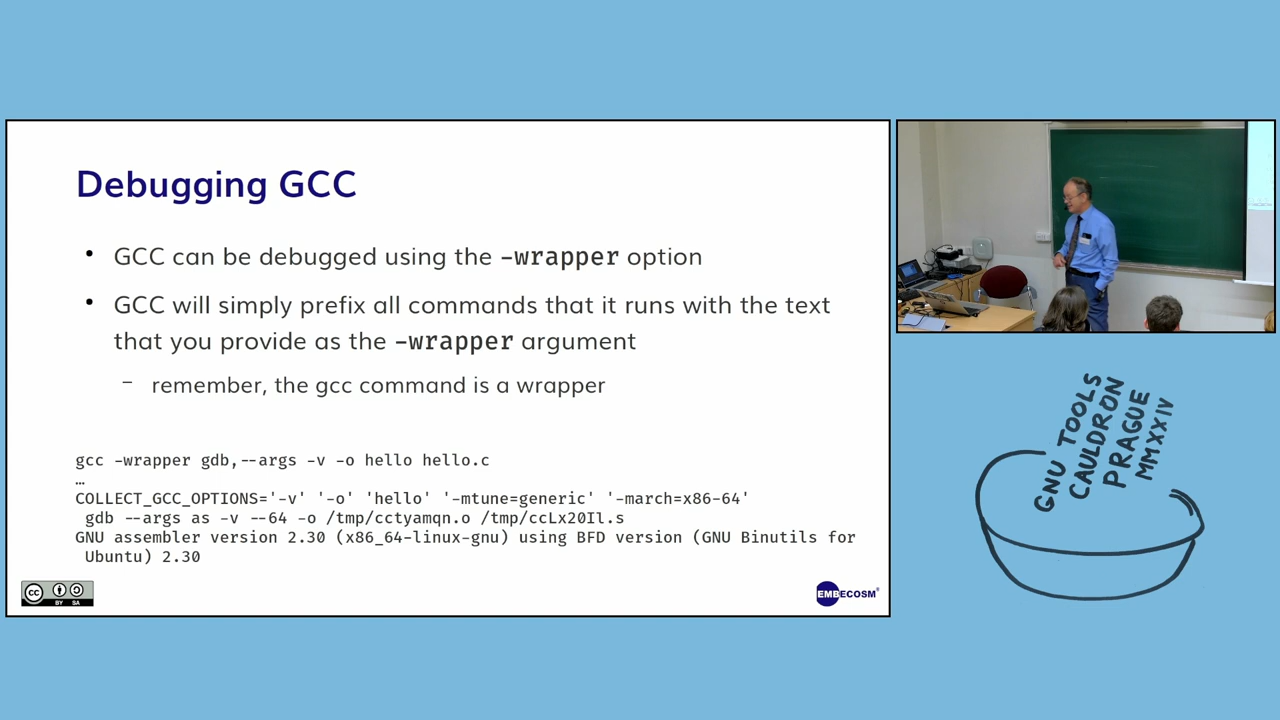 Debugging GCC
• GCC can be debugged using the -wrapper option
• GCC will simply prefix all commands that it runs with the text
that you provide as the -wrapper argument
– remember, the gcc command is a wrapper
gcc -wrapper gdb,--args -v -o hello hello.c
…
COLLECT_GCC_OPTIONS='-v' '-o' 'hello' '-mtune=generic' '-march=x86-64'
gdb --args as -v --64 -o /tmp/cctyamqn.o /tmp/ccLx20Il.s
GNU assembler version 2.30 (x86_64-linux-gnu) using BFD version (GNU Binutils for
Ubuntu) 2.30
cc
BY SA
EMBECOSM®
GNU TOOLS
CAULDRON
PRAGUE
MMXXIV